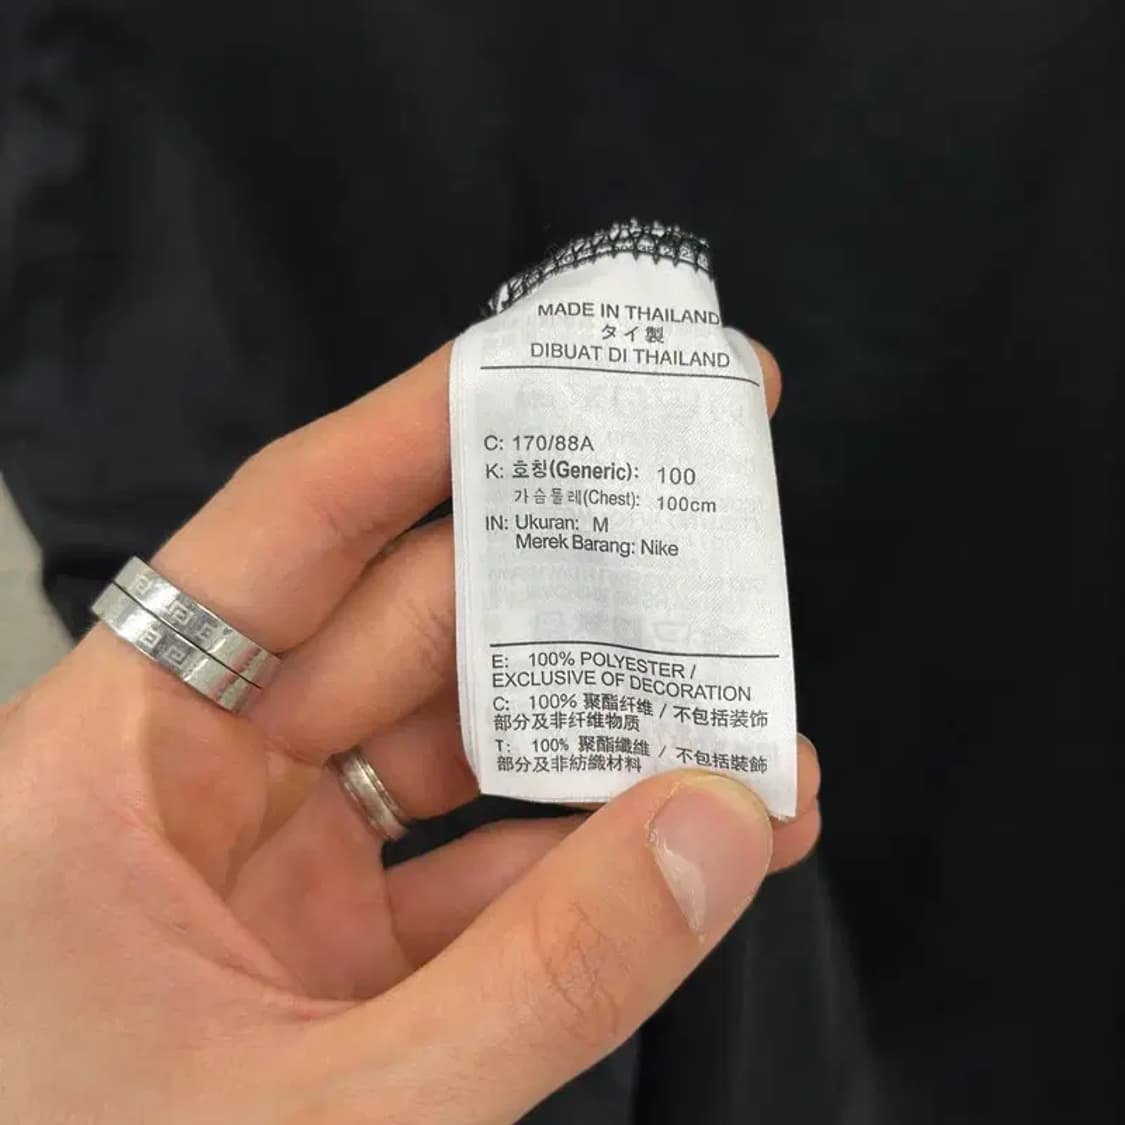 MADE IN THAILAND
タイ製
DIBUAT DI THAILAND
C: 170/88A
K: 호칭(Generic): 100
가슴둘레(Chest): 100cm
IN: Ukuran: M
Merek Barang: Nike
E: 100% POLYESTER /
EXCLUSIVE OF DECORATION
C: 100% 聚酯纤维 / 不包括装饰
部分及非纤维物质
T: 100% 聚酯纖維 / 不包括裝飾
部分及非紡織材料